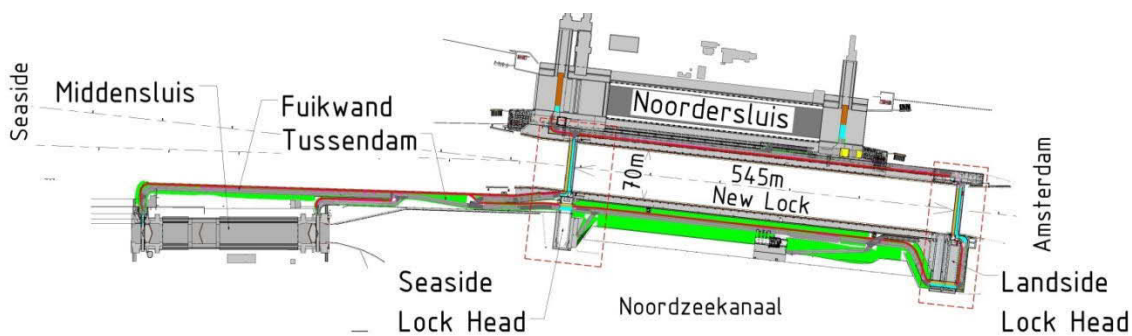 Seaside
Middensluis
Fuikwand
Tussendam
Noordersluis
70m
545m
New Lock
Amsterdam
Seaside
Lock Head
Noordzeekanaal
Landside
Lock Head